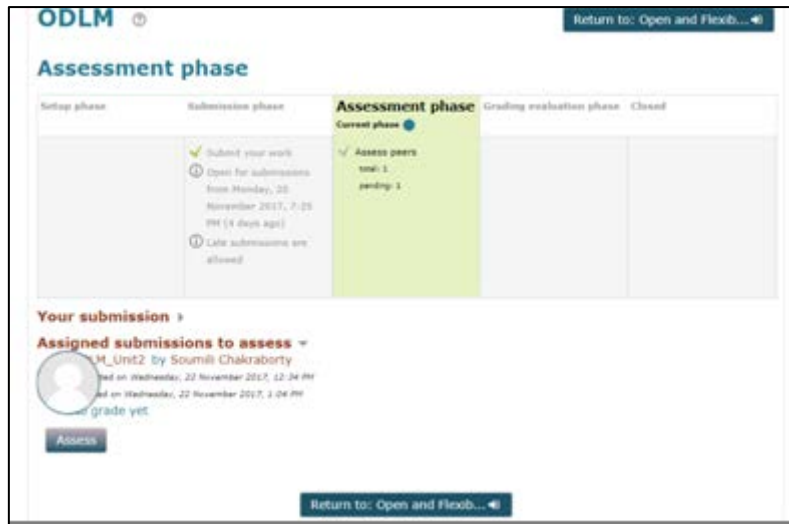 ODLM
Return to: Open and Flexib...
Assessment phase
Setup phase
Submission phase
Assessment phase
Current phase
Grading evaluation phase
Closed
Submit your work
Open for submissions
from Monday, 20
November 2017, 7:25
PM (4 days ago)
Late submissions are
allowed
Assess peers
total: 1
pending: 1
Your submission
Assigned submissions to assess
LM_Unit2 by Soumili Chakraborty
on Wednesday, 22 November 2017, 12:34 PM
on Wednesday, 22 November 2017, 1:04 PM
grade yet
Assess
Return to: Open and Flexib...